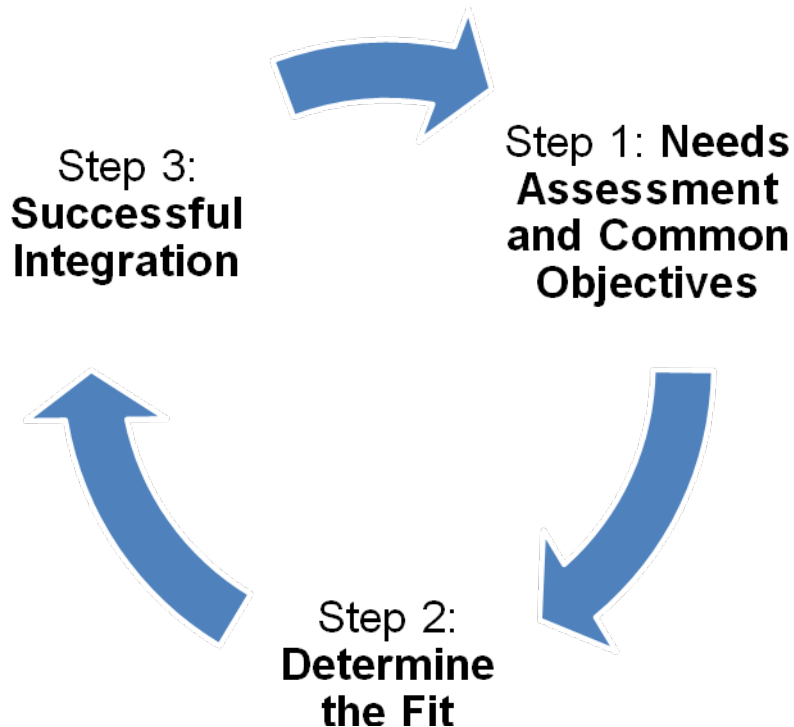 Step 1: Needs
Assessment
and Common
Objectives
Step 2:
Determine
the Fit
Step 3:
Successful
Integration